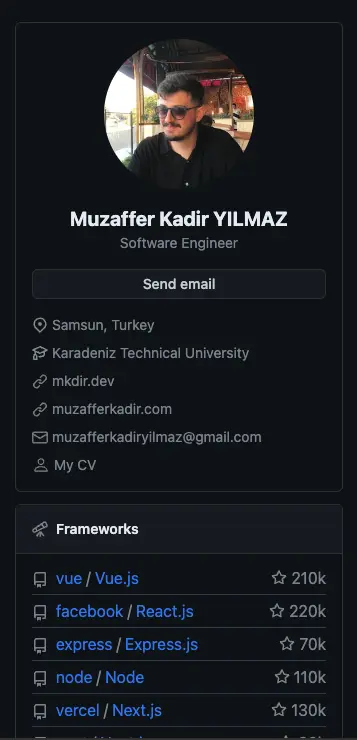 Muzaffer Kadir YILMAZ
Software Engineer
Send email
Samsun, Turkey
Karadeniz Technical University
mkdir.dev
muzafferkadir.com
muzafferkadiryilmaz@gmail.com
My CV
Frameworks
vue / Vue.js 210k
facebook / React.js 220k
express / Express.js 70k
node / Node 110k
vercel / Next.js 130k